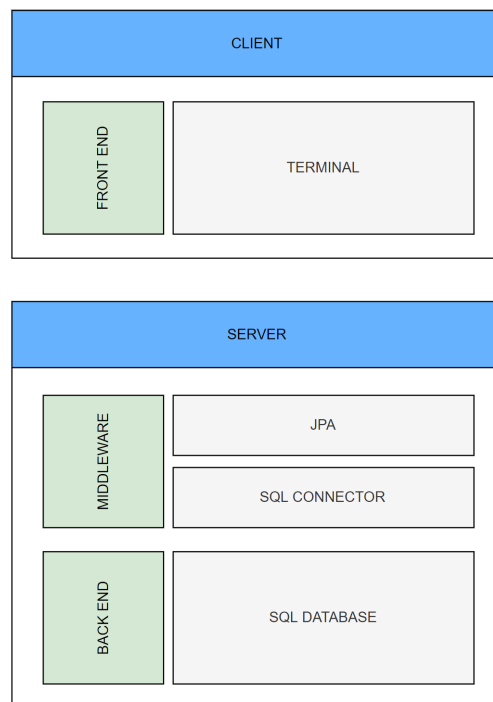 CLIENT
FRONT END
TERMINAL
SERVER
MIDDLEWARE
JPA
SQL CONNECTOR
BACK END
SQL DATABASE